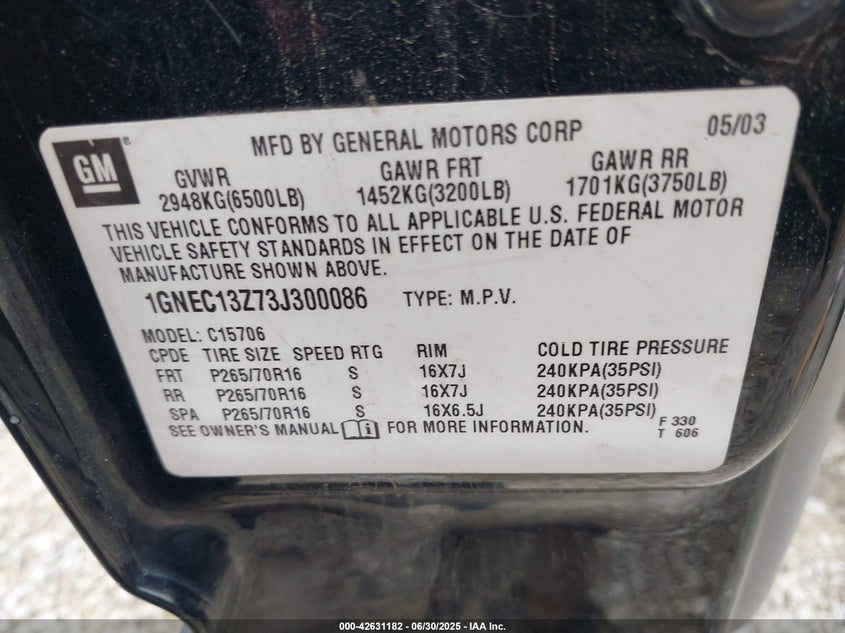 GM
MFD BY GENERAL MOTORS CORP 05/03
GVWR GAWR FRT GAWR RR
2948KG(6500LB) 1452KG(3200LB) 1701KG(3750LB)
THIS VEHICLE CONFORMS TO ALL APPLICABLE U.S. FEDERAL MOTOR
VEHICLE SAFETY STANDARDS IN EFFECT ON THE DATE OF
MANUFACTURE SHOWN ABOVE.
1GNEC13Z73J300086 TYPE: M.P.V.
MODEL: C15706
CPDE TIRE SIZE SPEED RTG RIM COLD TIRE PRESSURE
FRT P265/70R16 S 16X7J 240KPA(35PSI)
RR P265/70R16 S 16X7J 240KPA(35PSI)
SPA P265/70R16 S 16X6.5J 240KPA(35PSI)
SEE OWNER'S MANUAL FOR MORE INFORMATION. F 330
T 606
000-42631182 - 06/30/2025 - IAA Inc.